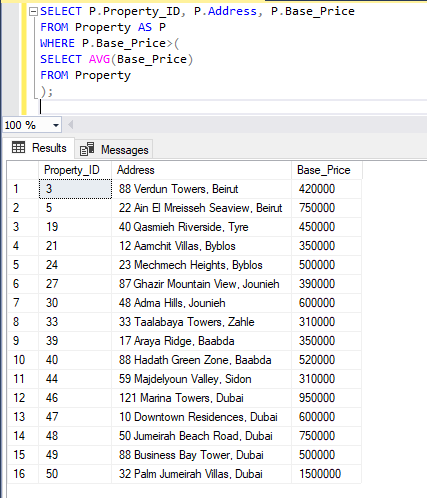 SELECT P.Property_ID, P.Address, P.Base_Price
FROM Property AS P
WHERE P.Base_Price>(
SELECT AVG(Base_Price)
FROM Property
);
100 %
Results Messages
Property_ID Address Base_Price
1 3 88 Verdun Towers, Beirut 420000
2 5 22 Ain El Mreisseh Seaview, Beirut 750000
3 19 40 Qasmieh Riverside, Tyre 450000
4 21 12 Aamchit Villas, Byblos 350000
5 24 23 Mechmech Heights, Byblos 500000
6 27 87 Ghazir Mountain View, Jounieh 390000
7 30 48 Adma Hills, Jounieh 600000
8 33 33 Taalabaya Towers, Zahle 310000
9 39 17 Araya Ridge, Baabda 350000
10 40 88 Hadath Green Zone, Baabda 520000
11 44 59 Majdelyoun Valley, Sidon 310000
12 46 121 Marina Towers, Dubai 950000
13 47 10 Downtown Residences, Dubai 600000
14 48 50 Jumeirah Beach Road, Dubai 750000
15 49 88 Business Bay Tower, Dubai 500000
16 50 32 Palm Jumeirah Villas, Dubai 1500000